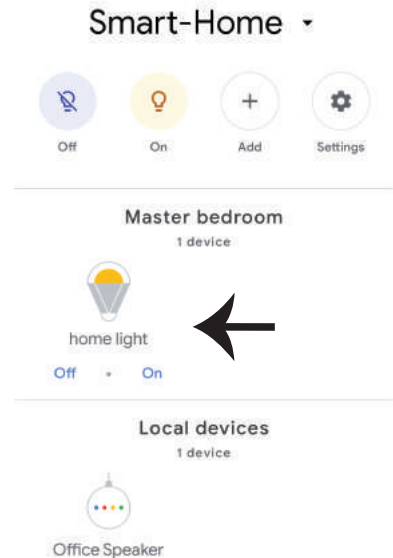 Smart-Home
Off On Add Settings
Master bedroom
1 device
home light
Off • On
Local devices
1 device
Office Speaker